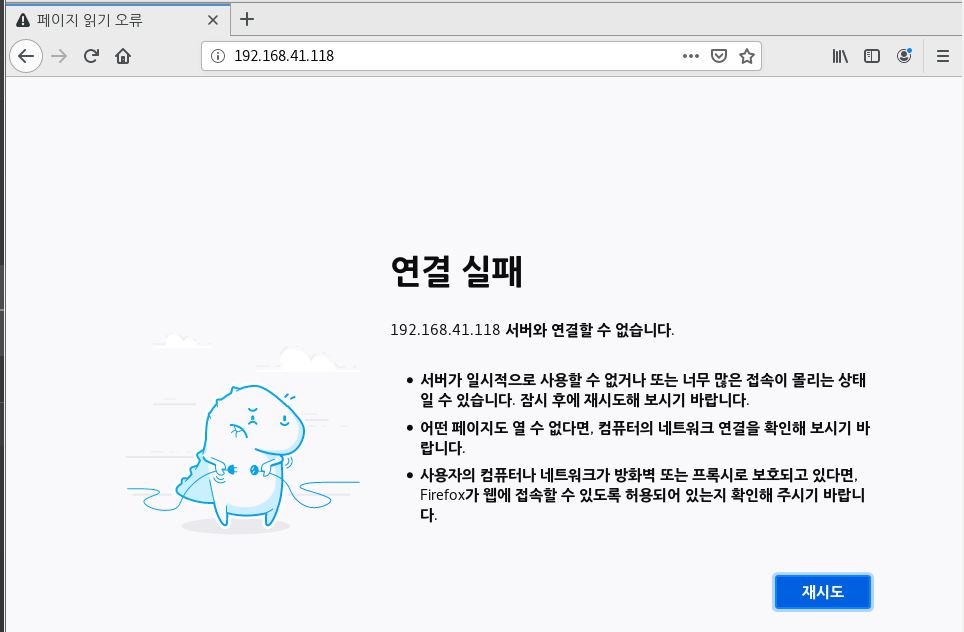 페이지 읽기 오류
192.168.41.118
연결 실패
192.168.41.118 서버와 연결할 수 없습니다.
서버가 일시적으로 사용할 수 없거나 또는 너무 많은 접속이 몰리는 상태
일 수 있습니다. 잠시 후에 재시도해 보시기 바랍니다.
어떤 페이지도 열 수 없다면, 컴퓨터의 네트워크 연결을 확인해 보시기 바
랍니다.
사용자의 컴퓨터나 네트워크가 방화벽 또는 프록시로 보호되고 있다면,
Firefox가 웹에 접속할 수 있도록 허용되어 있는지 확인해 주시기 바랍니
다.
재시도